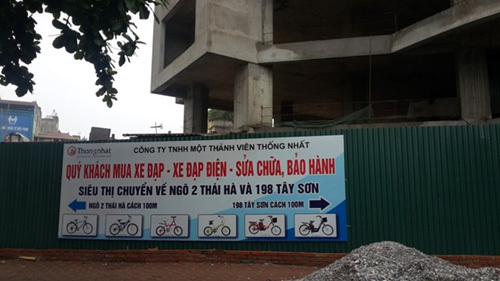 Thongnhat
CÔNG TY TNHH MỘT THÀNH VIÊN THỐNG NHẤT
QUÝ KHÁCH MUA XE ĐẠP - XE ĐẠP ĐIỆN - SỬA CHỮA, BẢO HÀNH
SIÊU THỊ CHUYỂN VỀ NGÕ 2 THÁI HÀ VÀ 198 TÂY SƠN
NGÕ 2 THÁI HÀ CÁCH 100M
198 TÂY SƠN CÁCH 100M